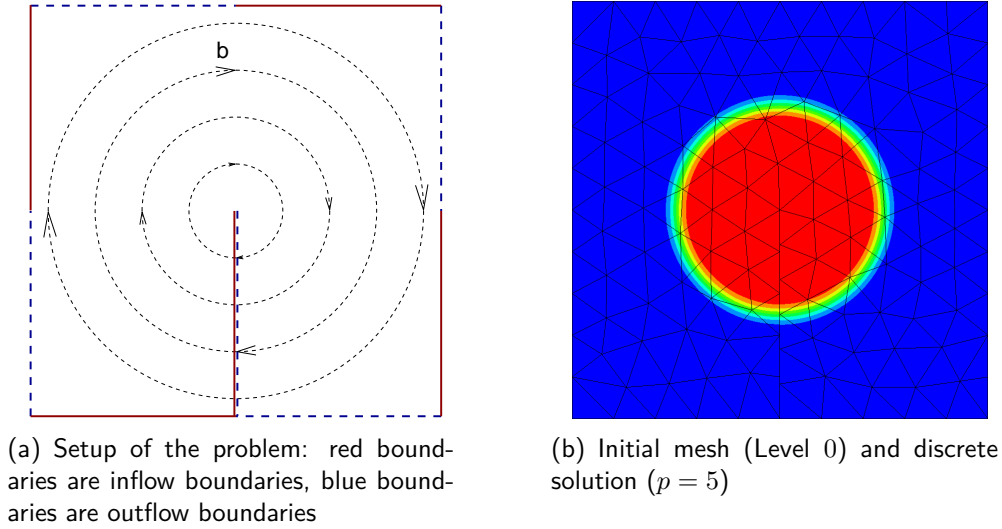 b
(a) Setup of the problem: red bound-
aries are inflow boundaries, blue bound-
aries are outflow boundaries
(b) Initial mesh (Level 0) and discrete
solution (p = 5)